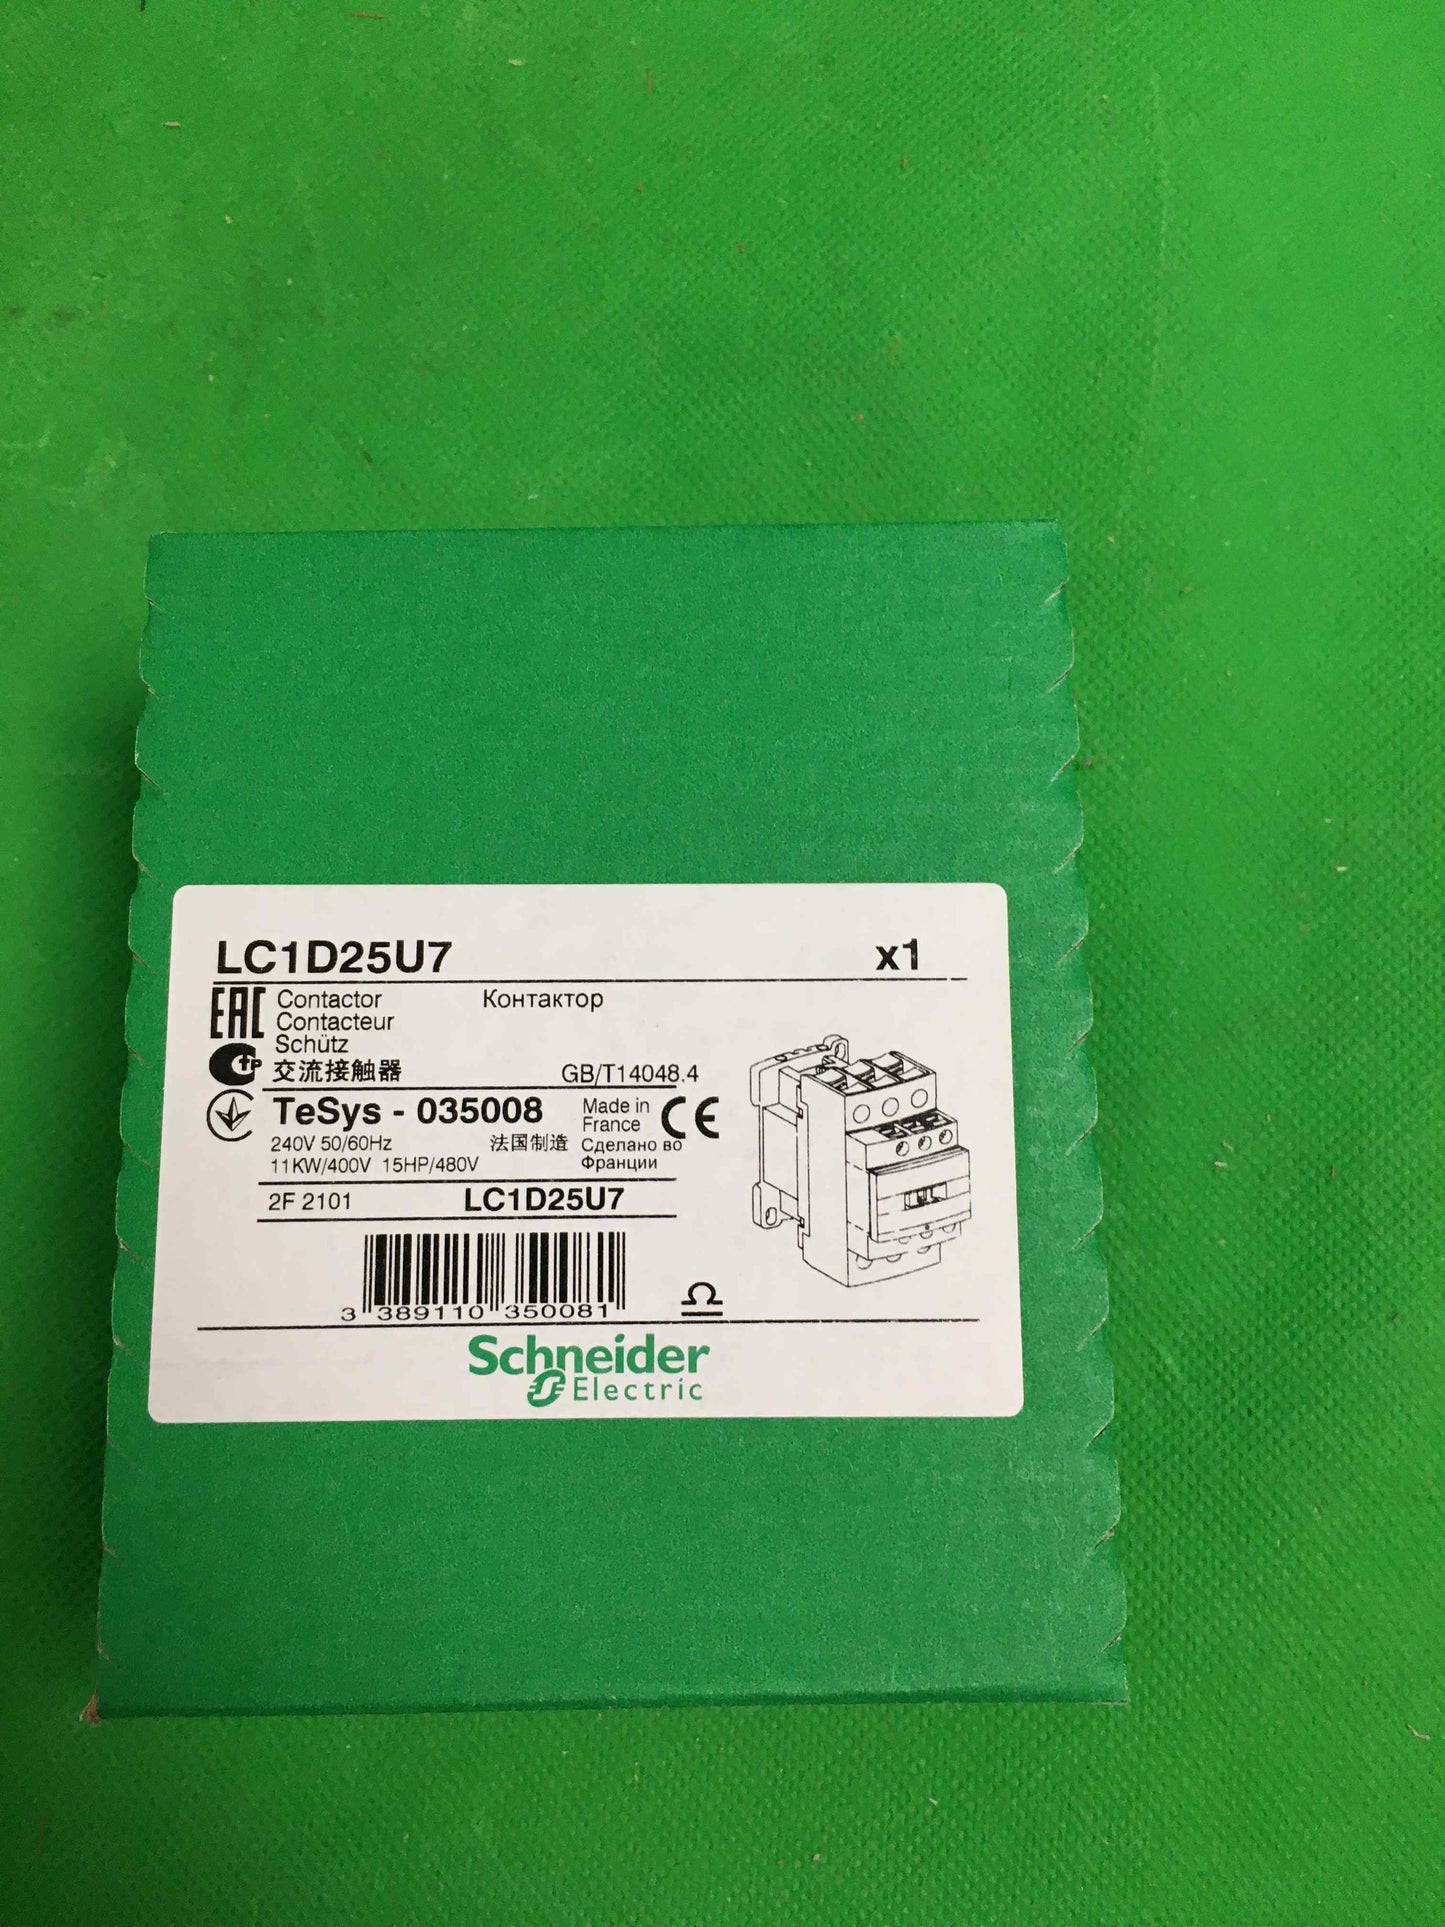 LC1D25U7 x1
EAC Contactor Контактор
Contacteur
Schütz
交流接触器 GB/T14048.4
TeSys - 035008 Made in France CE
240V 50/60Hz 法国制造 Сделано во Франции
11KW/400V 15HP/480V
2F 2101 LC1D25U7
3 389110 350081
Schneider
Electric